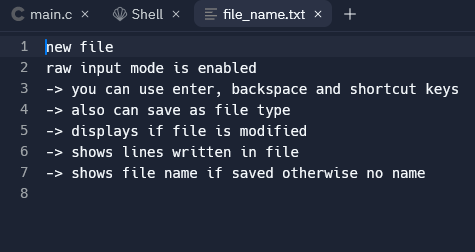 main.c × Shell × file_name.txt × +
1 new file
2 raw input mode is enabled
3 -> you can use enter, backspace and shortcut keys
4 -> also can save as file type
5 -> displays if file is modified
6 -> shows lines written in file
7 -> shows file name if saved otherwise no name
8